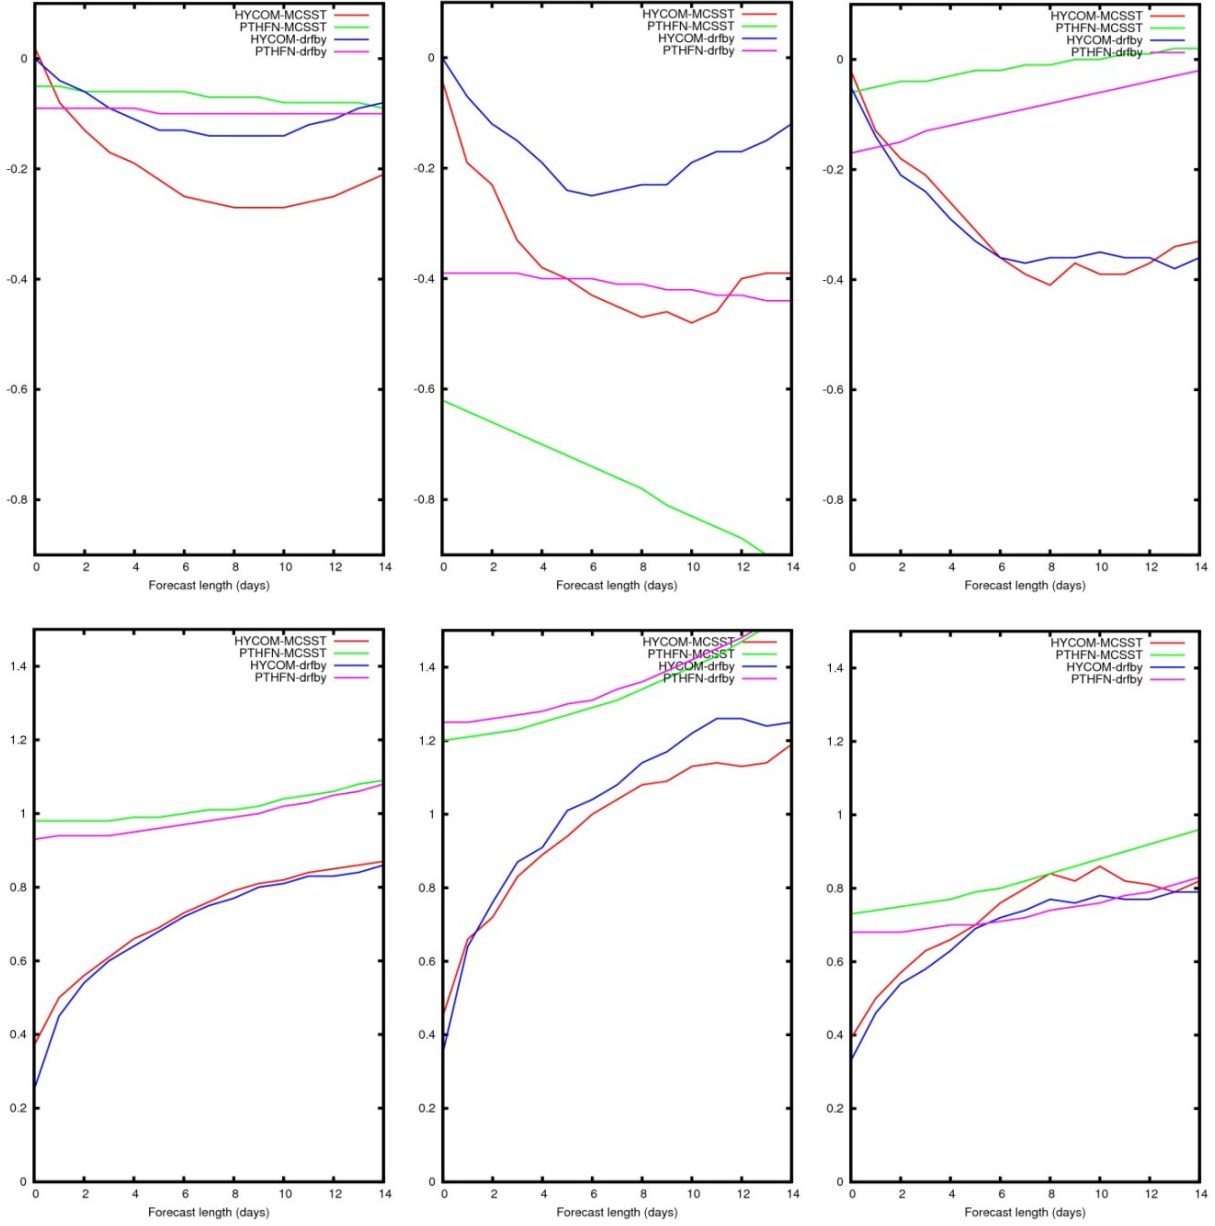 HYCOM-MCSST
PTHFN-MCSST
HYCOM-drfby
PTHFN-drfby
0
-0.2
-0.4
-0.6
-0.8
0 2 4 6 8 10 12 14
Forecast length (days)
HYCOM-MCSST
PTHFN-MCSST
HYCOM-drfby
PTHFN-drfby
0
-0.2
-0.4
-0.6
-0.8
0 2 4 6 8 10 12 14
Forecast length (days)
HYCOM-MCSST
PTHFN-MCSST
HYCOM-drfby
PTHFN-drfby
0
-0.2
-0.4
-0.6
-0.8
0 2 4 6 8 10 12 14
Forecast length (days)
HYCOM-MCSST
PTHFN-MCSST
HYCOM-drfby
PTHFN-drfby
1.4
1.2
1
0.8
0.6
0.4
0.2
0
0 2 4 6 8 10 12 14
Forecast length (days)
HYCOM-MCSST
PTHFN-MCSST
HYCOM-drfby
PTHFN-drfby
1.4
1.2
1
0.8
0.6
0.4
0.2
0
0 2 4 6 8 10 12 14
Forecast length (days)
HYCOM-MCSST
PTHFN-MCSST
HYCOM-drfby
PTHFN-drfby
1.4
1.2
1
0.8
0.6
0.4
0.2
0
0 2 4 6 8 10 12 14
Forecast length (days)